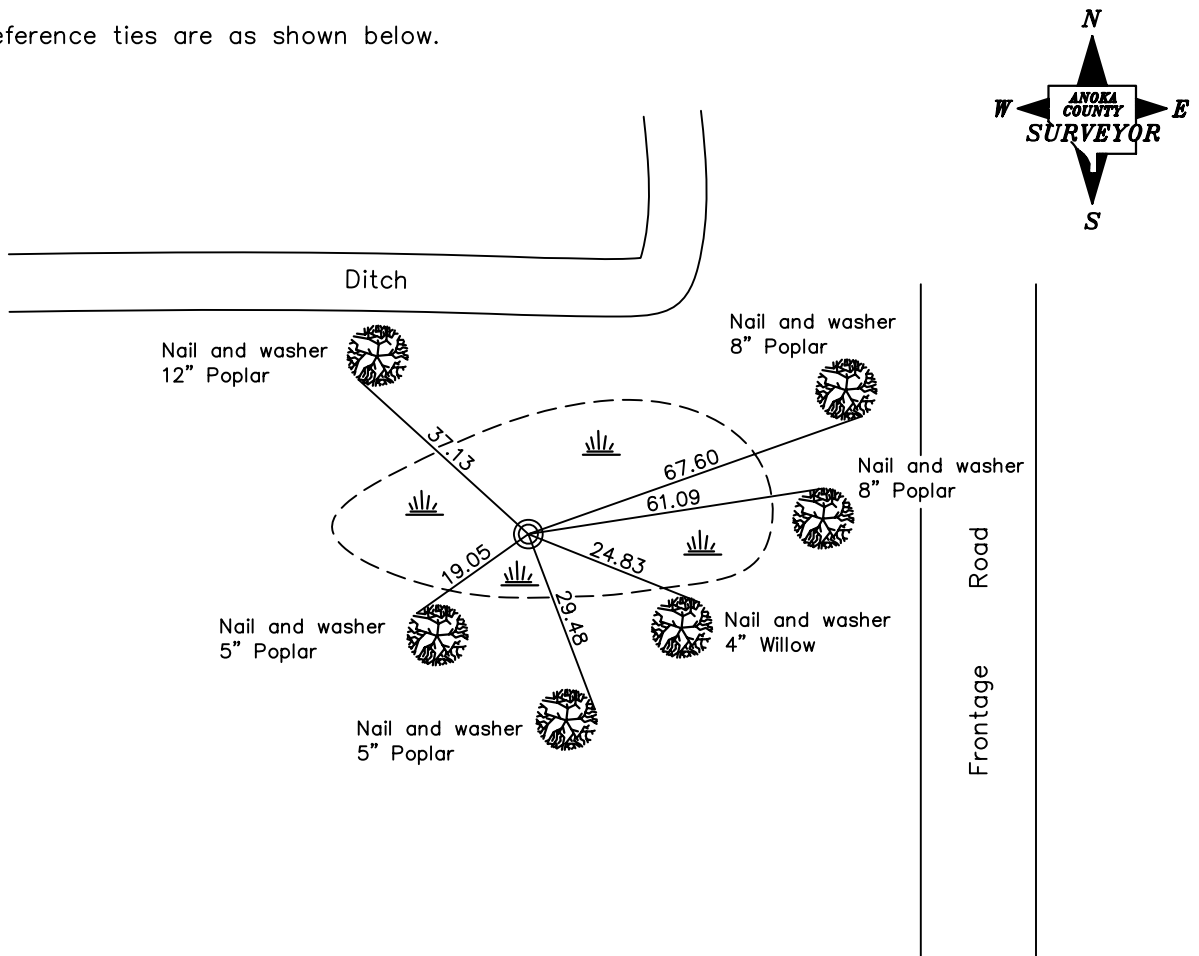 eference ties are as shown below.
N
W
ANOKA
COUNTY
SURVEYOR
E
S
Ditch
Nail and washer
12" Poplar
Nail and washer
8" Poplar
37.13
67.60
Nail and washer
8" Poplar
61.09
19.05
24.83
29.48
Nail and washer
5" Poplar
Nail and washer
4" Willow
Nail and washer
5" Poplar
Frontage Road